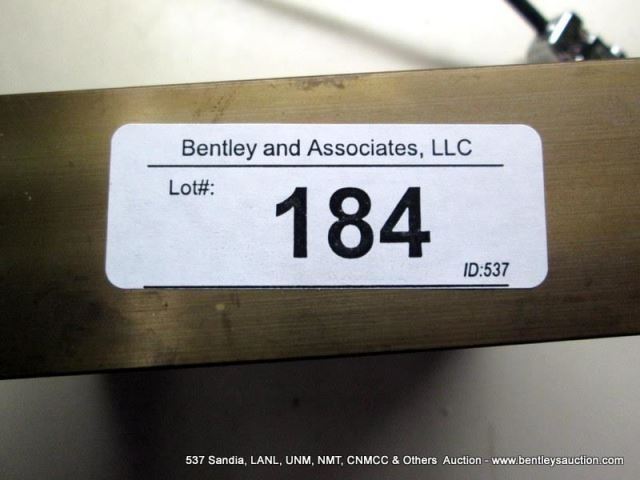 Bentley and Associates, LLC
Lot#:
184
ID:537
537 Sandia, LANL, UNM, NMT, CNMCC & Others Auction - www.bentleysauction.com